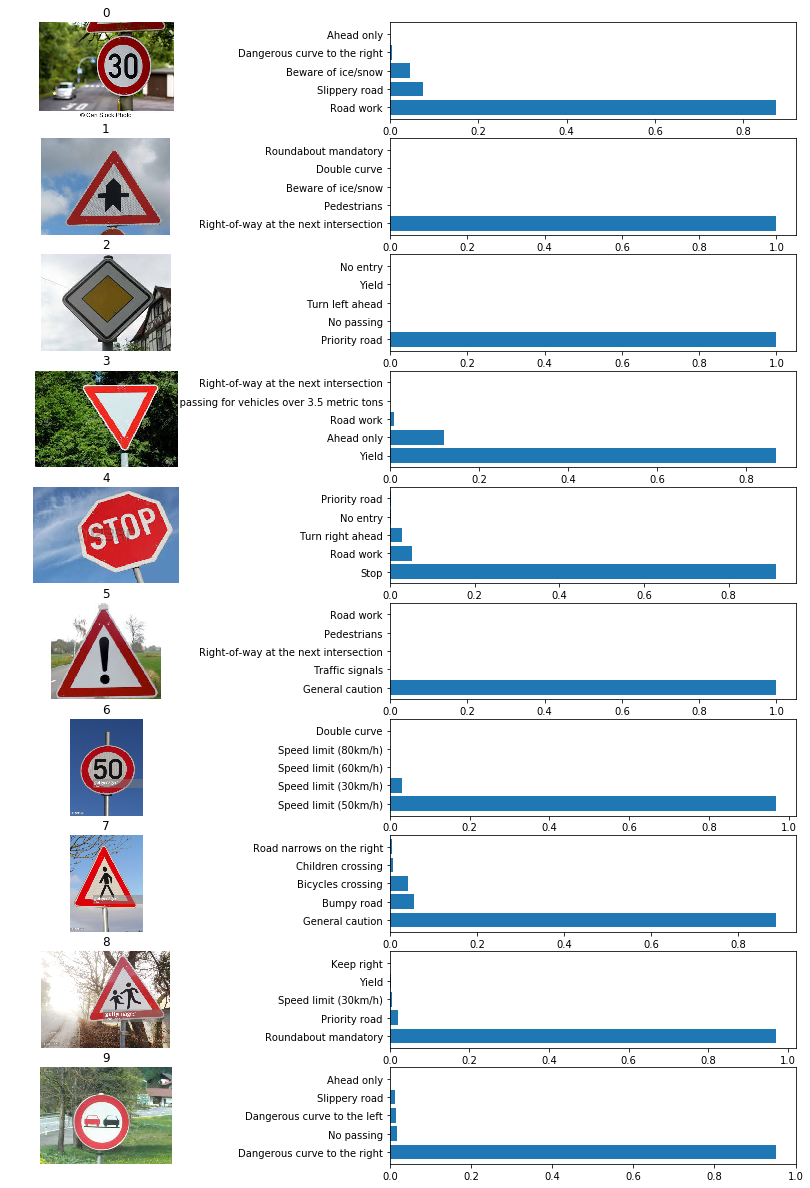 0
30
© Can Stock Photo
Ahead only
Dangerous curve to the right
Beware of ice/snow
Slippery road
Road work
0.0 0.2 0.4 0.6 0.8
1
Roundabout mandatory
Double curve
Beware of ice/snow
Pedestrians
Right-of-way at the next intersection
0.0 0.2 0.4 0.6 0.8 1.0
2
No entry
Yield
Turn left ahead
No passing
Priority road
0.0 0.2 0.4 0.6 0.8 1.0
3
Right-of-way at the next intersection
passing for vehicles over 3.5 metric tons
Road work
Ahead only
Yield
0.0 0.2 0.4 0.6 0.8
4
STOP
Priority road
No entry
Turn right ahead
Road work
Stop
0.0 0.2 0.4 0.6 0.8
5
Road work
Pedestrians
Right-of-way at the next intersection
Traffic signals
General caution
0.0 0.2 0.4 0.6 0.8 1.0
6
50
Double curve
Speed limit (80km/h)
Speed limit (60km/h)
Speed limit (30km/h)
Speed limit (50km/h)
0.0 0.2 0.4 0.6 0.8 1.0
7
Road narrows on the right
Children crossing
Bicycles crossing
Bumpy road
General caution
0.0 0.2 0.4 0.6 0.8
8
Keep right
Yield
Speed limit (30km/h)
Priority road
Roundabout mandatory
0.0 0.2 0.4 0.6 0.8 1.0
9
Ahead only
Slippery road
Dangerous curve to the left
No passing
Dangerous curve to the right
0.0 0.2 0.4 0.6 0.8 1.0